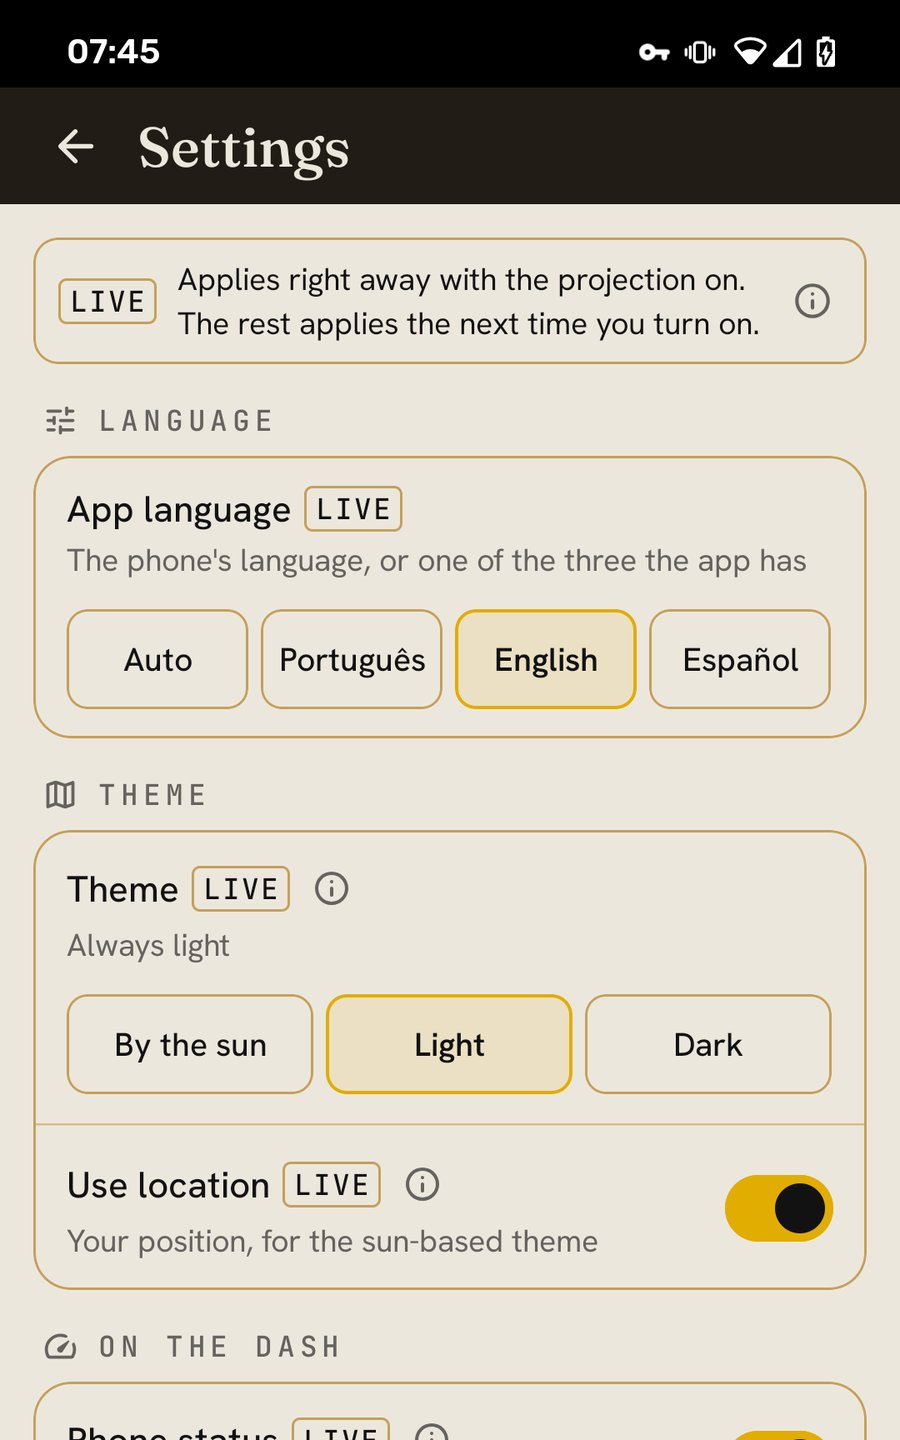 07:45
Settings
LIVE
Applies right away with the projection on.
The rest applies the next time you turn on.
LANGUAGE
App language LIVE
The phone's language, or one of the three the app has
Auto Português English Español
THEME
Theme LIVE
Always light
By the sun Light Dark
Use location LIVE
Your position, for the sun-based theme
ON THE DASH
Phone status LIVE